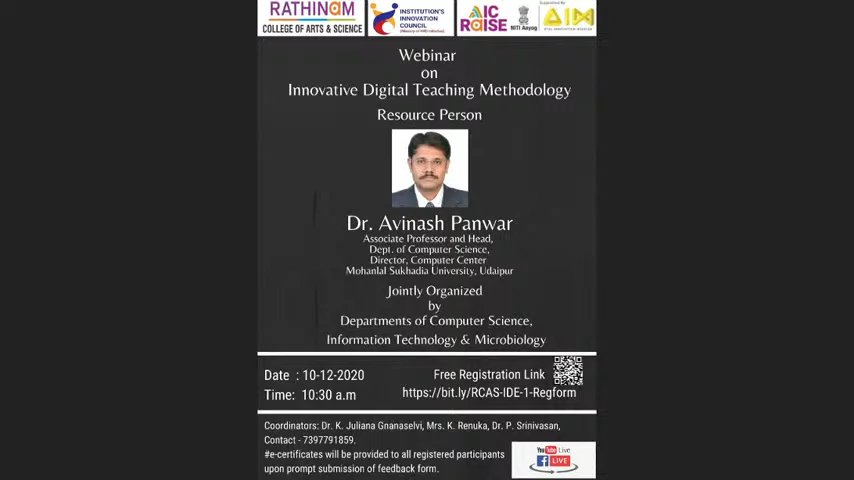 RATHINAM
COLLEGE OF ARTS & SCIENCE
INSTITUTION'S
INNOVATION
COUNCIL
AIC
RAISE
NITI Aayog
Supported By
AIM
Webinar
on
Innovative Digital Teaching Methodology
Resource Person
Dr. Avinash Panwar
Associate Professor and Head,
Dept. of Computer Science,
Director, Computer Center
Mohanlal Sukhadia University, Udaipur
Jointly Organized
by
Departments of Computer Science,
Information Technology & Microbiology
Date : 10-12-2020
Time: 10:30 a.m
Free Registration Link
https://bit.ly/RCAS-IDE-1-Regform
Coordinators: Dr. K. Juliana Gnanaselvi, Mrs. K. Renuka, Dr. P. Srinivasan,
Contact - 7397791859.
#e-certificates will be provided to all registered participants
upon prompt submission of feedback form.
YouTube Live
f LIVE